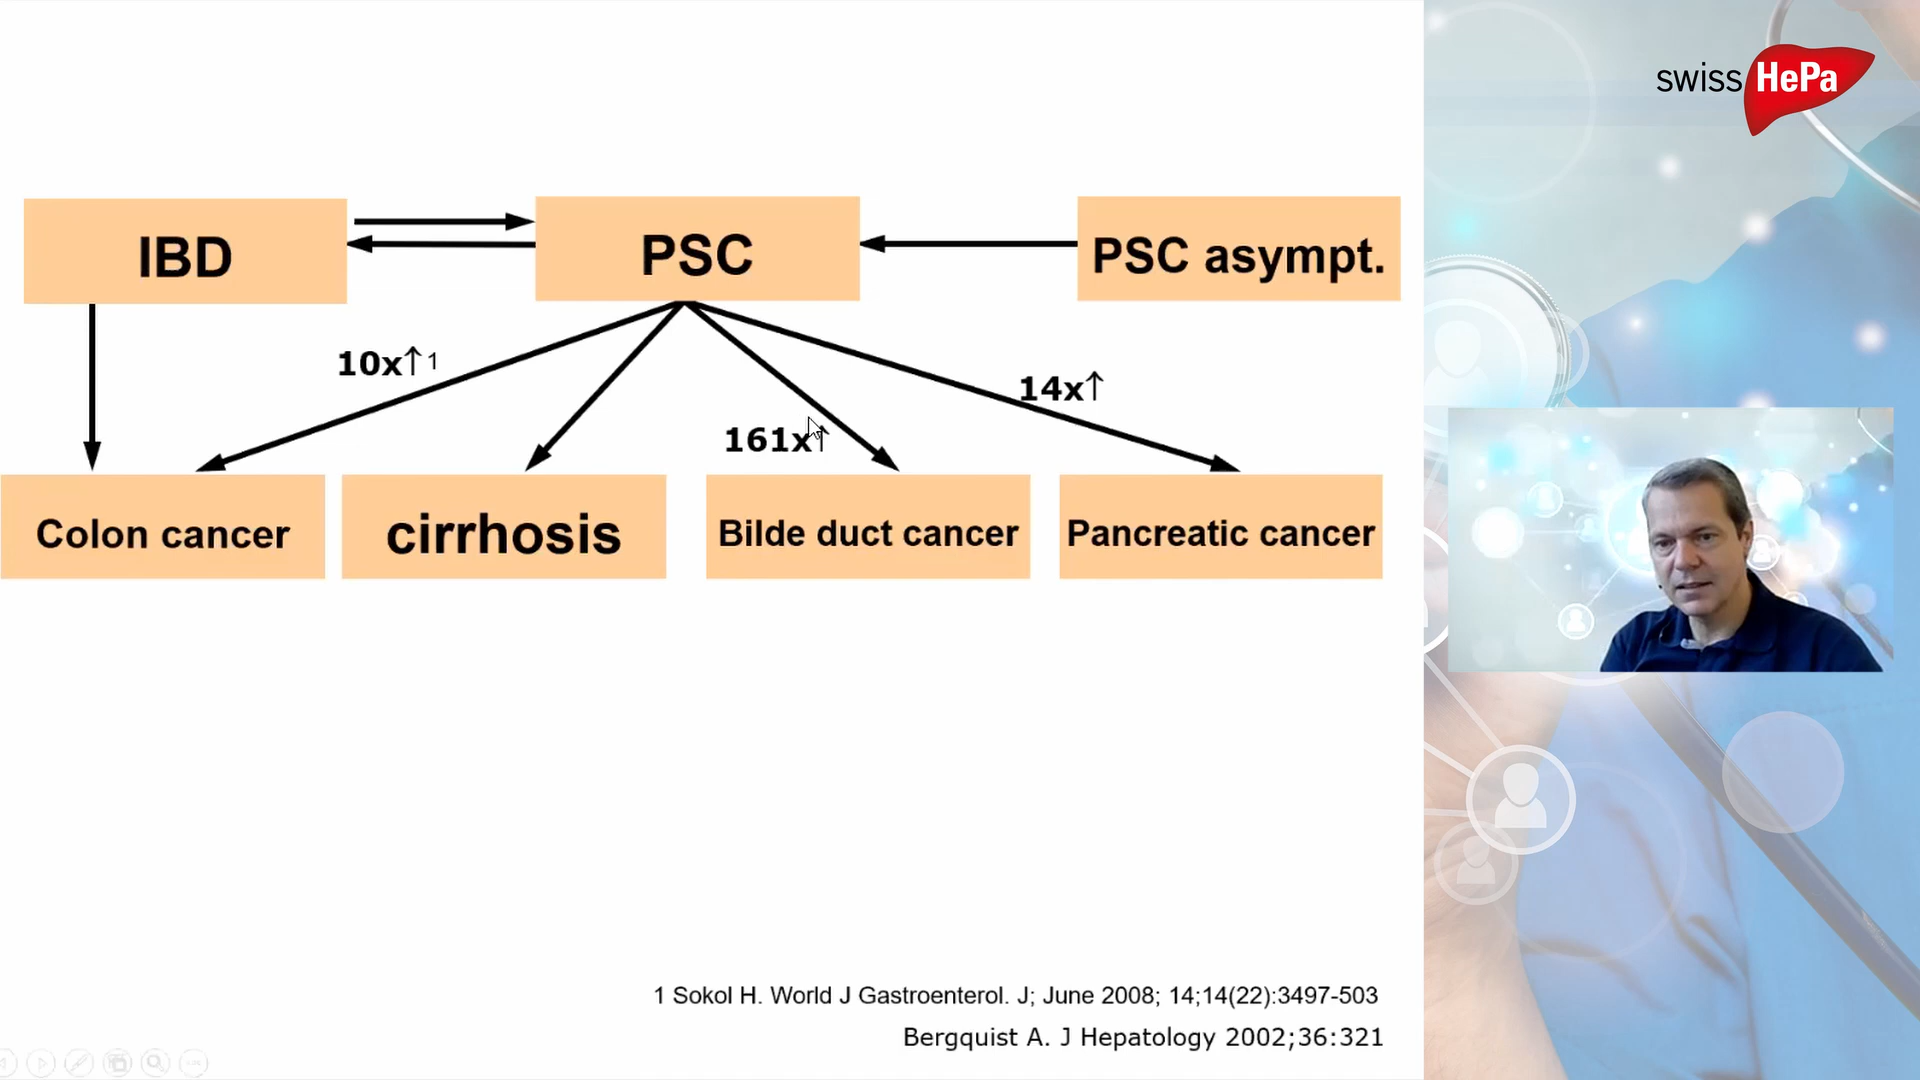 swiss HePa
IBD
PSC
PSC asympt.
10x↑1
14x↑
161x↑
Colon cancer
cirrhosis
Bilde duct cancer
Pancreatic cancer
1 Sokol H. World J Gastroenterol. J; June 2008; 14;14(22):3497-503
Bergquist A. J Hepatology 2002;36:321